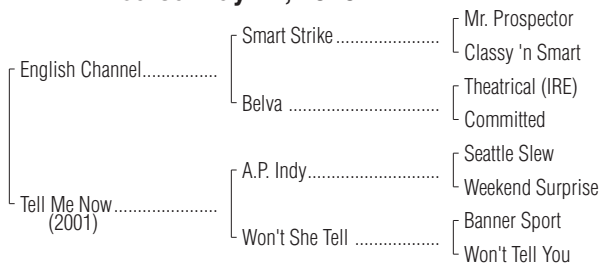 Smart Strike
Mr. Prospector
Classy 'n Smart
English Channel
Belva
Theatrical (IRE)
Committed
Tell Me Now
(2001)
A.P. Indy
Seattle Slew
Weekend Surprise
Won't She Tell
Banner Sport
Won't Tell You